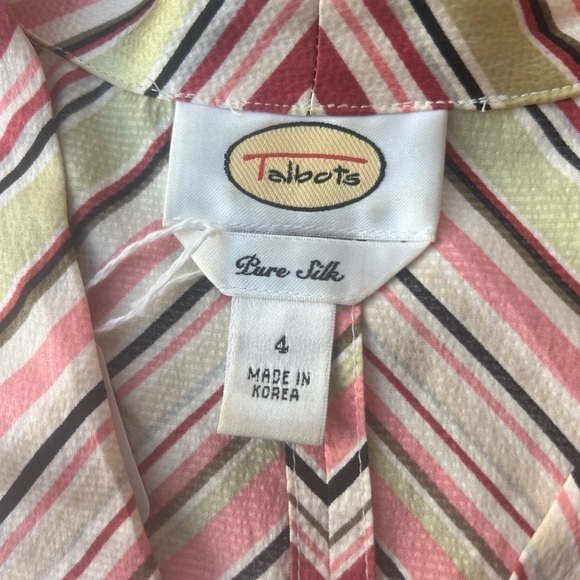 Talbots
Pure Silk
4
MADE IN
KOREA